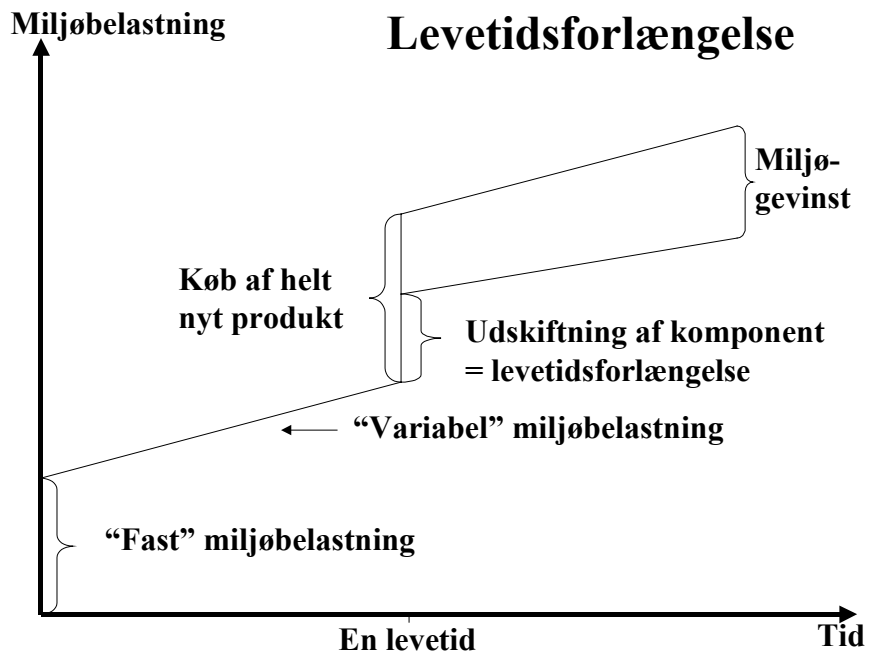 Miljøbelastning
Levetidsforlængelse
Miljø-
gevinst
Køb af helt
nyt produkt
Udskiftning af komponent
= levetidsforlængelse
“Variabel” miljøbelastning
“Fast” miljøbelastning
En levetid
Tid